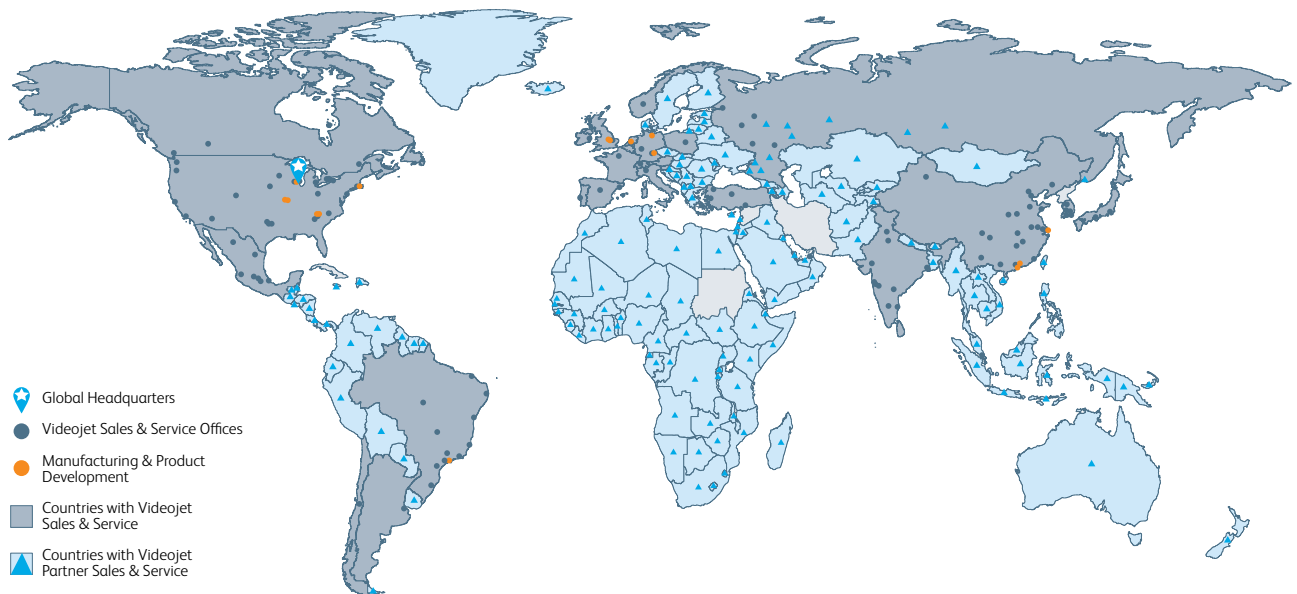 Global Headquarters
Videojet Sales & Service Offices
Manufacturing & Product
Development
Countries with Videojet
Sales & Service
Countries with Videojet
Partner Sales & Service